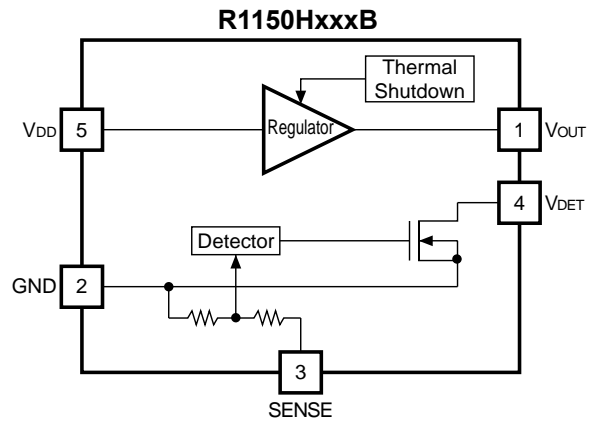 R1150HxxxB
Thermal
Shutdown
VDD 5
Regulator
1 VOUT
4 VDET
Detector
GND 2
3
SENSE